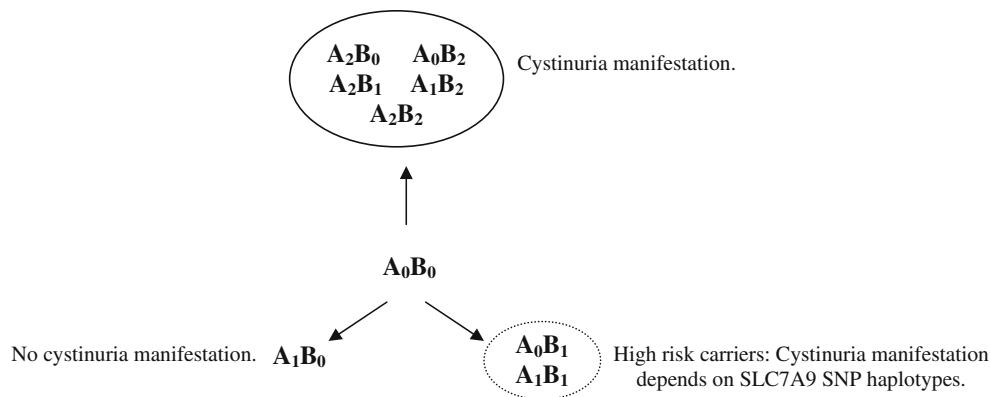 A₂B₀ A₀B₂
Cystinuria manifestation.
A₂B₁ A₁B₂
A₂B₂
A₀B₀
No cystinuria manifestation. A₁B₀
A₀B₁
A₁B₁
High risk carriers: Cystinuria manifestation
depends on SLC7A9 SNP haplotypes.